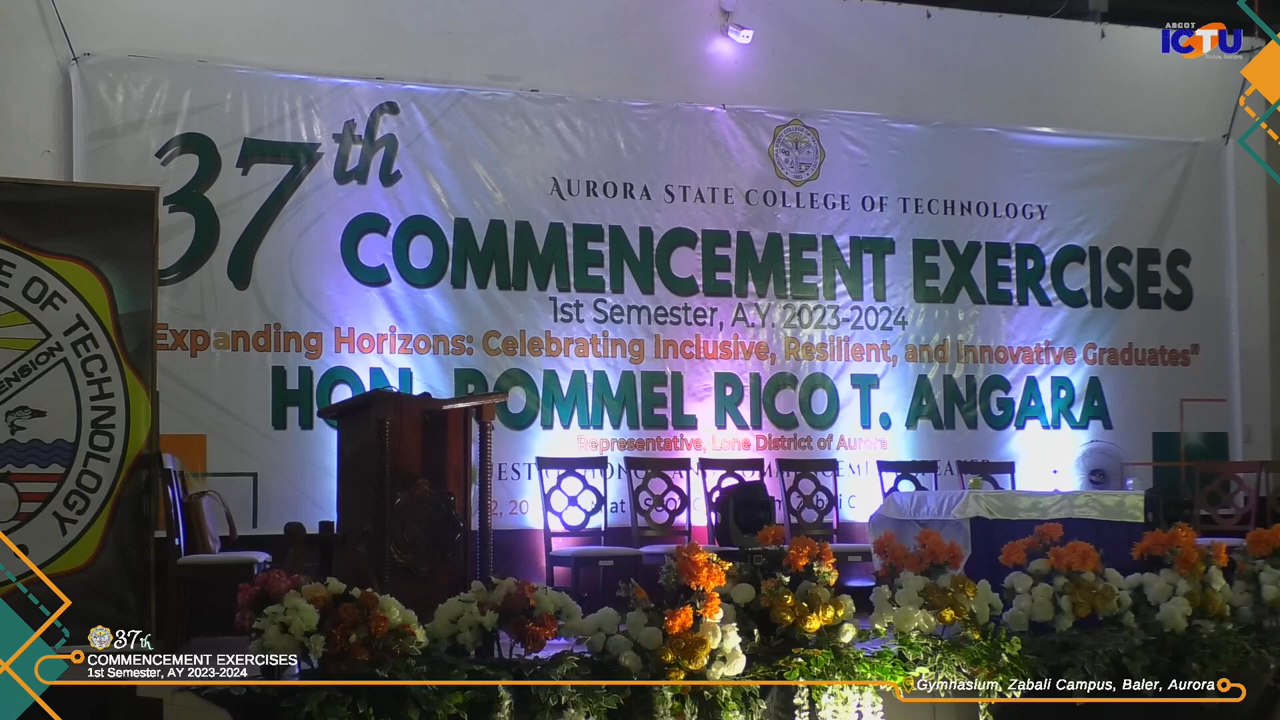 ASCOT
ICTU
37th
AURORA STATE COLLEGE OF TECHNOLOGY
COMMENCEMENT EXERCISES
1st Semester, A.Y. 2023-2024
Expanding Horizons: Celebrating Inclusive, Resilient, and Innovative Graduates"
HON. ROMMEL RICO T. ANGARA
Representative, Lone District of Aurora
E OF TECHNOLOGY
37th
COMMENCEMENT EXERCISES
1st Semester, AY 2023-2024
Gymnasium, Zabali Campus, Baler, Aurora